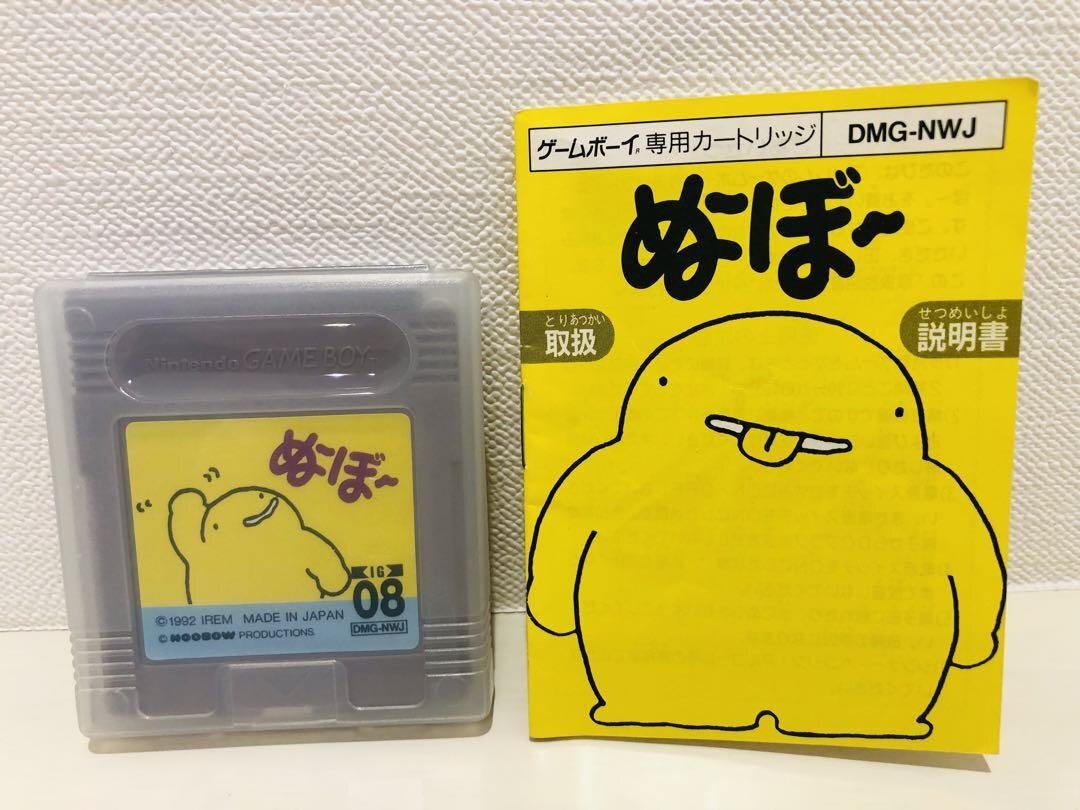 Nintendo GAME BOY
ぬ〜ぼ〜
IG
08
©1992 IREM MADE IN JAPAN
© NOOBOW PRODUCTIONS.
DMG-NWJ
ゲームボーイ® 専用カートリッジ
DMG-NWJ
ぬ〜ぼ〜
とりあつかい
取扱
せつめいしょ
説明書